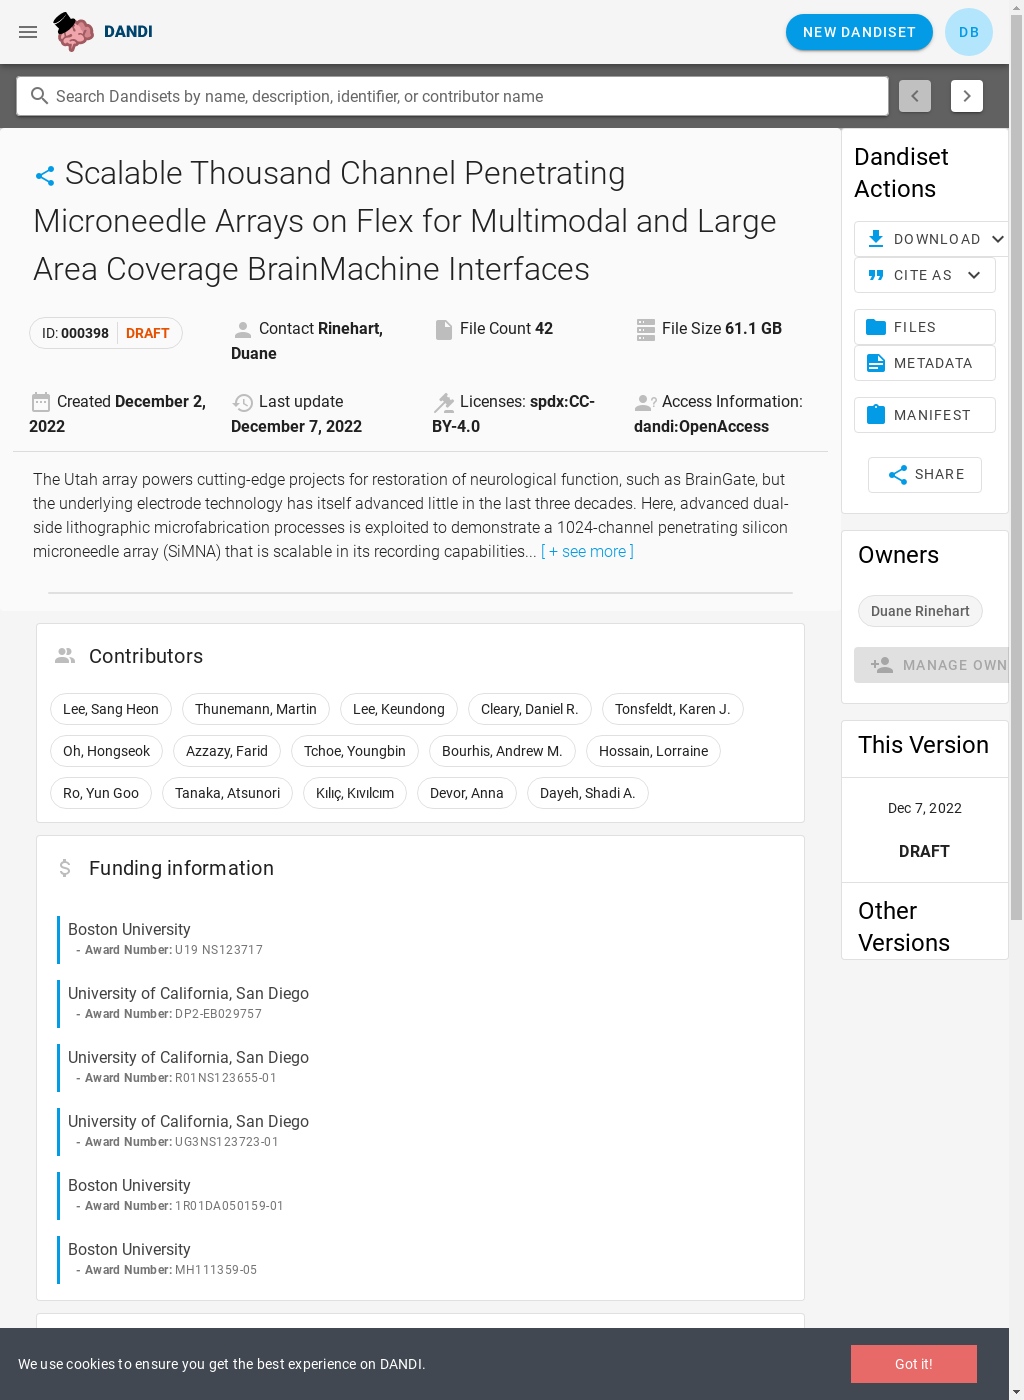 DANDI
NEW DANDISET
DB
Search Dandisets by name, description, identifier, or contributor name
Scalable Thousand Channel Penetrating
Microneedle Arrays on Flex for Multimodal and Large
Area Coverage BrainMachine Interfaces
ID: 000398 DRAFT
Contact Rinehart,
Duane
File Count 42
File Size 61.1 GB
Created December 2,
2022
Last update
December 7, 2022
Licenses: spdx:CC-
BY-4.0
Access Information:
dandi:OpenAccess
The Utah array powers cutting-edge projects for restoration of neurological function, such as BrainGate, but
the underlying electrode technology has itself advanced little in the last three decades. Here, advanced dual-
side lithographic microfabrication processes is exploited to demonstrate a 1024-channel penetrating silicon
microneedle array (SiMNA) that is scalable in its recording capabilities... [ + see more ]
Contributors
Lee, Sang Heon
Thunemann, Martin
Lee, Keundong
Cleary, Daniel R.
Tonsfeldt, Karen J.
Oh, Hongseok
Azzazy, Farid
Tchoe, Youngbin
Bourhis, Andrew M.
Hossain, Lorraine
Ro, Yun Goo
Tanaka, Atsunori
Kılıç, Kıvılcım
Devor, Anna
Dayeh, Shadi A.
Funding information
Boston University
- Award Number: U19 NS123717
University of California, San Diego
- Award Number: DP2-EB029757
University of California, San Diego
- Award Number: R01NS123655-01
University of California, San Diego
- Award Number: UG3NS123723-01
Boston University
- Award Number: 1R01DA050159-01
Boston University
- Award Number: MH111359-05
Dandiset
Actions
DOWNLOAD
CITE AS
FILES
METADATA
MANIFEST
SHARE
Owners
Duane Rinehart
MANAGE OWN
This Version
Dec 7, 2022
DRAFT
Other
Versions
We use cookies to ensure you get the best experience on DANDI.
Got it!